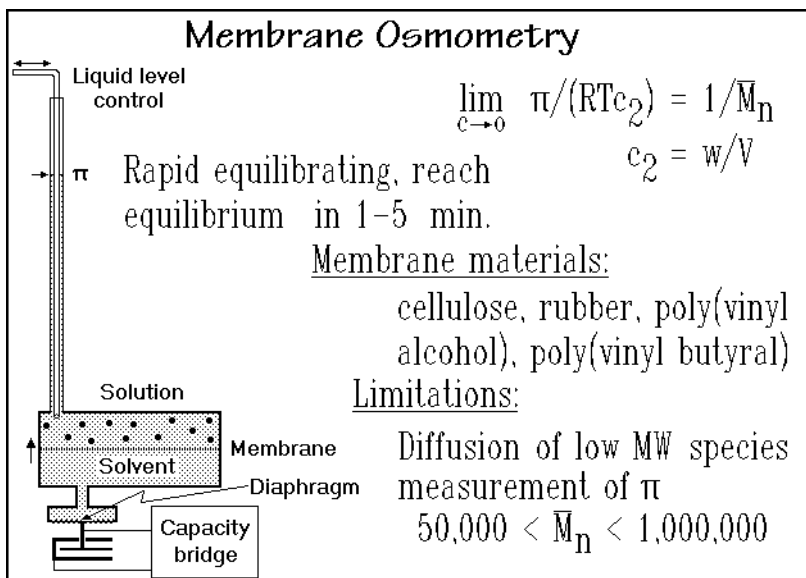 Membrane Osmometry
Liquid level
control
lim π/(RTc₂) = 1/M̅n
c→0
c₂ = w/V
π
Rapid equilibrating, reach
equilibrium in 1-5 min.
Membrane materials:
cellulose, rubber, poly(vinyl
alcohol), poly(vinyl butyral)
Solution
Limitations:
Membrane
Solvent
Diaphragm
Diffusion of low MW species
measurement of π
50,000 < M̅n < 1,000,000
Capacity
bridge